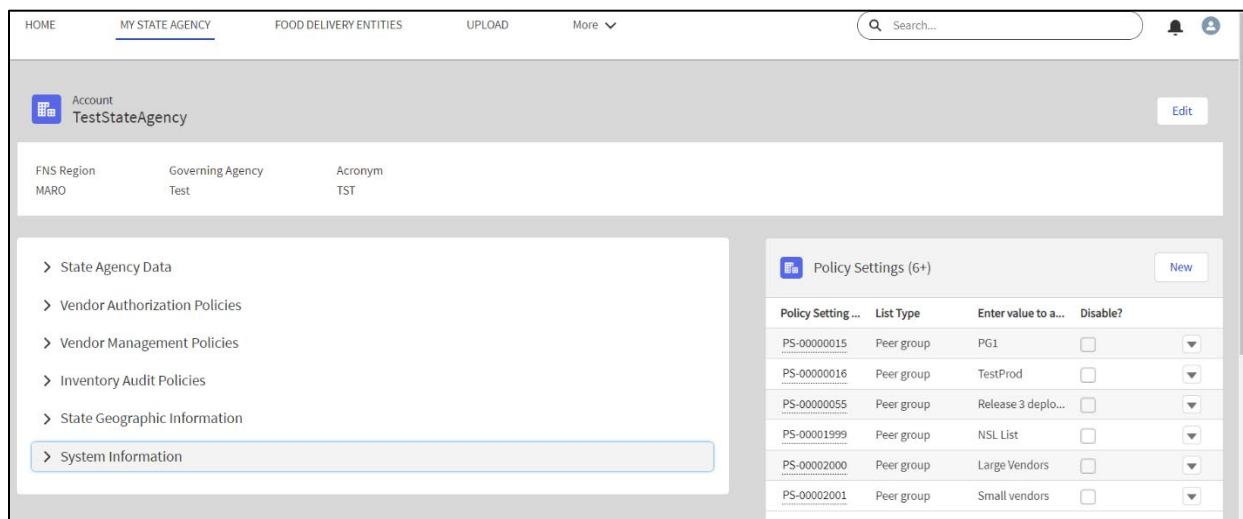 HOME MY STATE AGENCY FOOD DELIVERY ENTITIES UPLOAD More Search...
Account
TestStateAgency
Edit
FNS Region Governing Agency Acronym
MARO Test TST
State Agency Data
Vendor Authorization Policies
Vendor Management Policies
Inventory Audit Policies
State Geographic Information
System Information
Policy Settings (6+) New
Policy Setting ... List Type Enter value to a... Disable?
PS-00000015 Peer group PG1
PS-00000016 Peer group TestProd
PS-00000055 Peer group Release 3 deplo...
PS-00001999 Peer group NSL List
PS-00002000 Peer group Large Vendors
PS-00002001 Peer group Small vendors